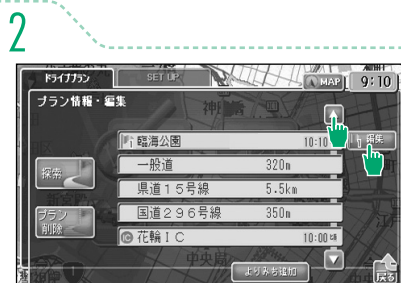 2
ドライブプラン SET UP MAP 9:10
プラン情報・編集
臨海公園 10:10
編集
一般道 320m
探索
県道15号線 5.5km
国道296号線 350m
プラン削除
IC 花輪IC 10:00
よりみち追加
戻る